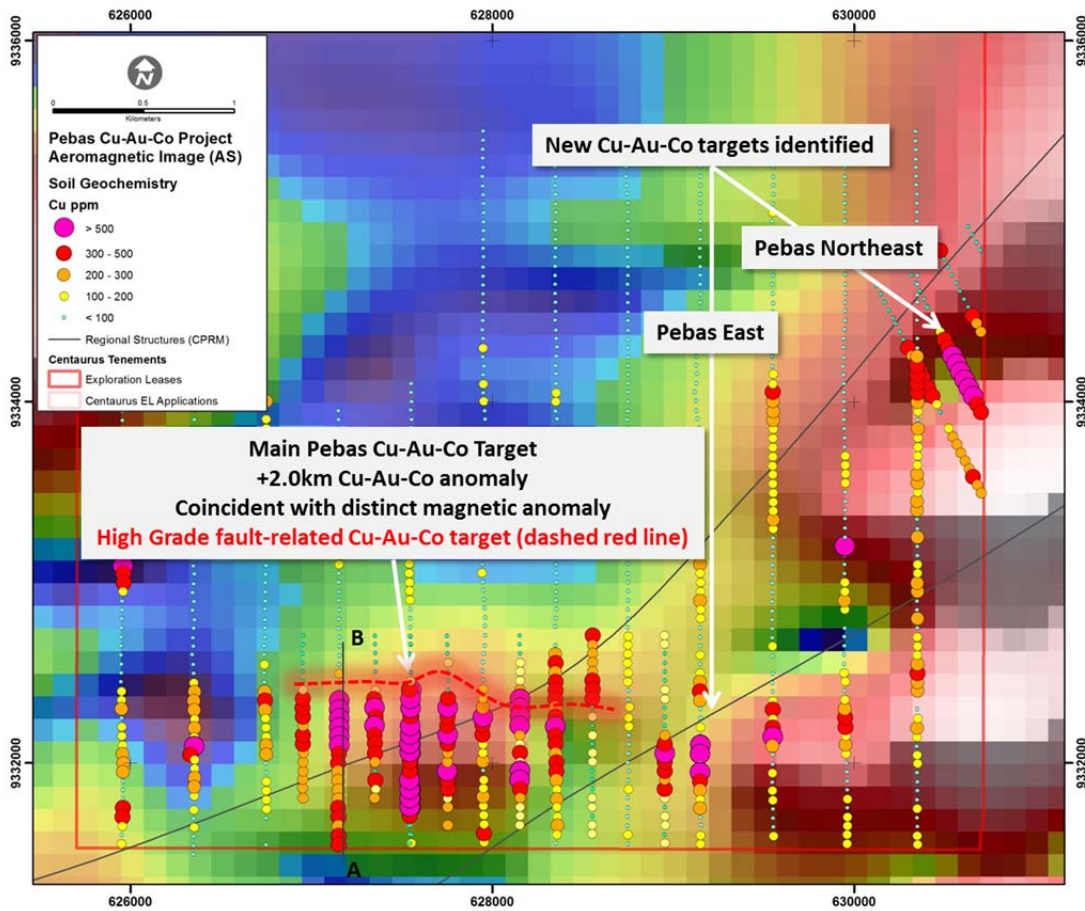 626000
628000
630000
9336000
9336000
N
0
0.5
1
Kilometers
Pebas Cu-Au-Co Project
Aeromagnetic Image (AS)
Soil Geochemistry
Cu ppm
> 500
300 - 500
200 - 300
100 - 200
< 100
Regional Structures (CPRM)
Centaurus Tenements
Exploration Leases
Centaurus EL Applications
New Cu-Au-Co targets identified
Pebas Northeast
Pebas East
9334000
9334000
Main Pebas Cu-Au-Co Target
+2.0km Cu-Au-Co anomaly
Coincident with distinct magnetic anomaly
High Grade fault-related Cu-Au-Co target (dashed red line)
B
9332000
9332000
A
626000
628000
630000